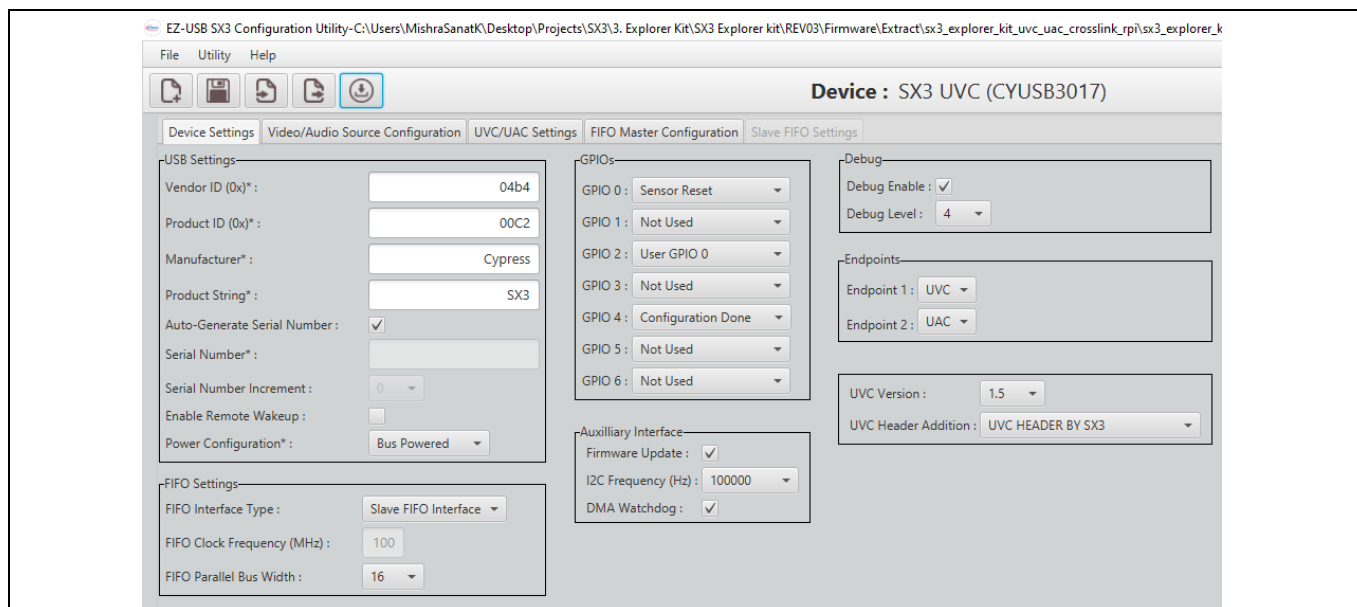 EZ-USB SX3 Configuration Utility-C:\Users\MishraSanatK\Desktop\Projects\SX3\3. Explorer Kit\SX3 Explorer kit\REV03\Firmware\Extract\sx3_explorer_kit_uvc_uac_crosslink_rpi\sx3_explorer_k
File Utility Help
Device : SX3 UVC (CYUSB3017)
Device Settings Video/Audio Source Configuration UVC/UAC Settings FIFO Master Configuration Slave FIFO Settings
USB Settings
Vendor ID (0x)* : 04b4
Product ID (0x)* : 00C2
Manufacturer* : Cypress
Product String* : SX3
Auto-Generate Serial Number :
Serial Number* :
Serial Number Increment : 0
Enable Remote Wakeup :
Power Configuration* : Bus Powered
FIFO Settings
FIFO Interface Type : Slave FIFO Interface
FIFO Clock Frequency (MHz) : 100
FIFO Parallel Bus Width : 16
GPIOs
GPIO 0 : Sensor Reset
GPIO 1 : Not Used
GPIO 2 : User GPIO 0
GPIO 3 : Not Used
GPIO 4 : Configuration Done
GPIO 5 : Not Used
GPIO 6 : Not Used
Auxilliary Interface
Firmware Update :
I2C Frequency (Hz) : 100000
DMA Watchdog :
Debug
Debug Enable :
Debug Level : 4
Endpoints
Endpoint 1 : UVC
Endpoint 2 : UAC
UVC Version : 1.5
UVC Header Addition : UVC HEADER BY SX3